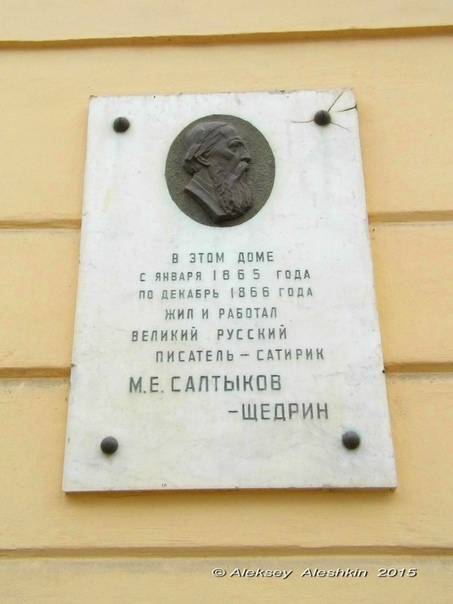 В ЭТОМ ДОМЕ
С ЯНВАРЯ 1865 ГОДА
ПО ДЕКАБРЬ 1866 ГОДА
ЖИЛ И РАБОТАЛ
ВЕЛИКИЙ РУССКИЙ
ПИСАТЕЛЬ – САТИРИК
М.Е. САЛТЫКОВ
–ЩЕДРИН
© Aleksey Aleshkin 2015